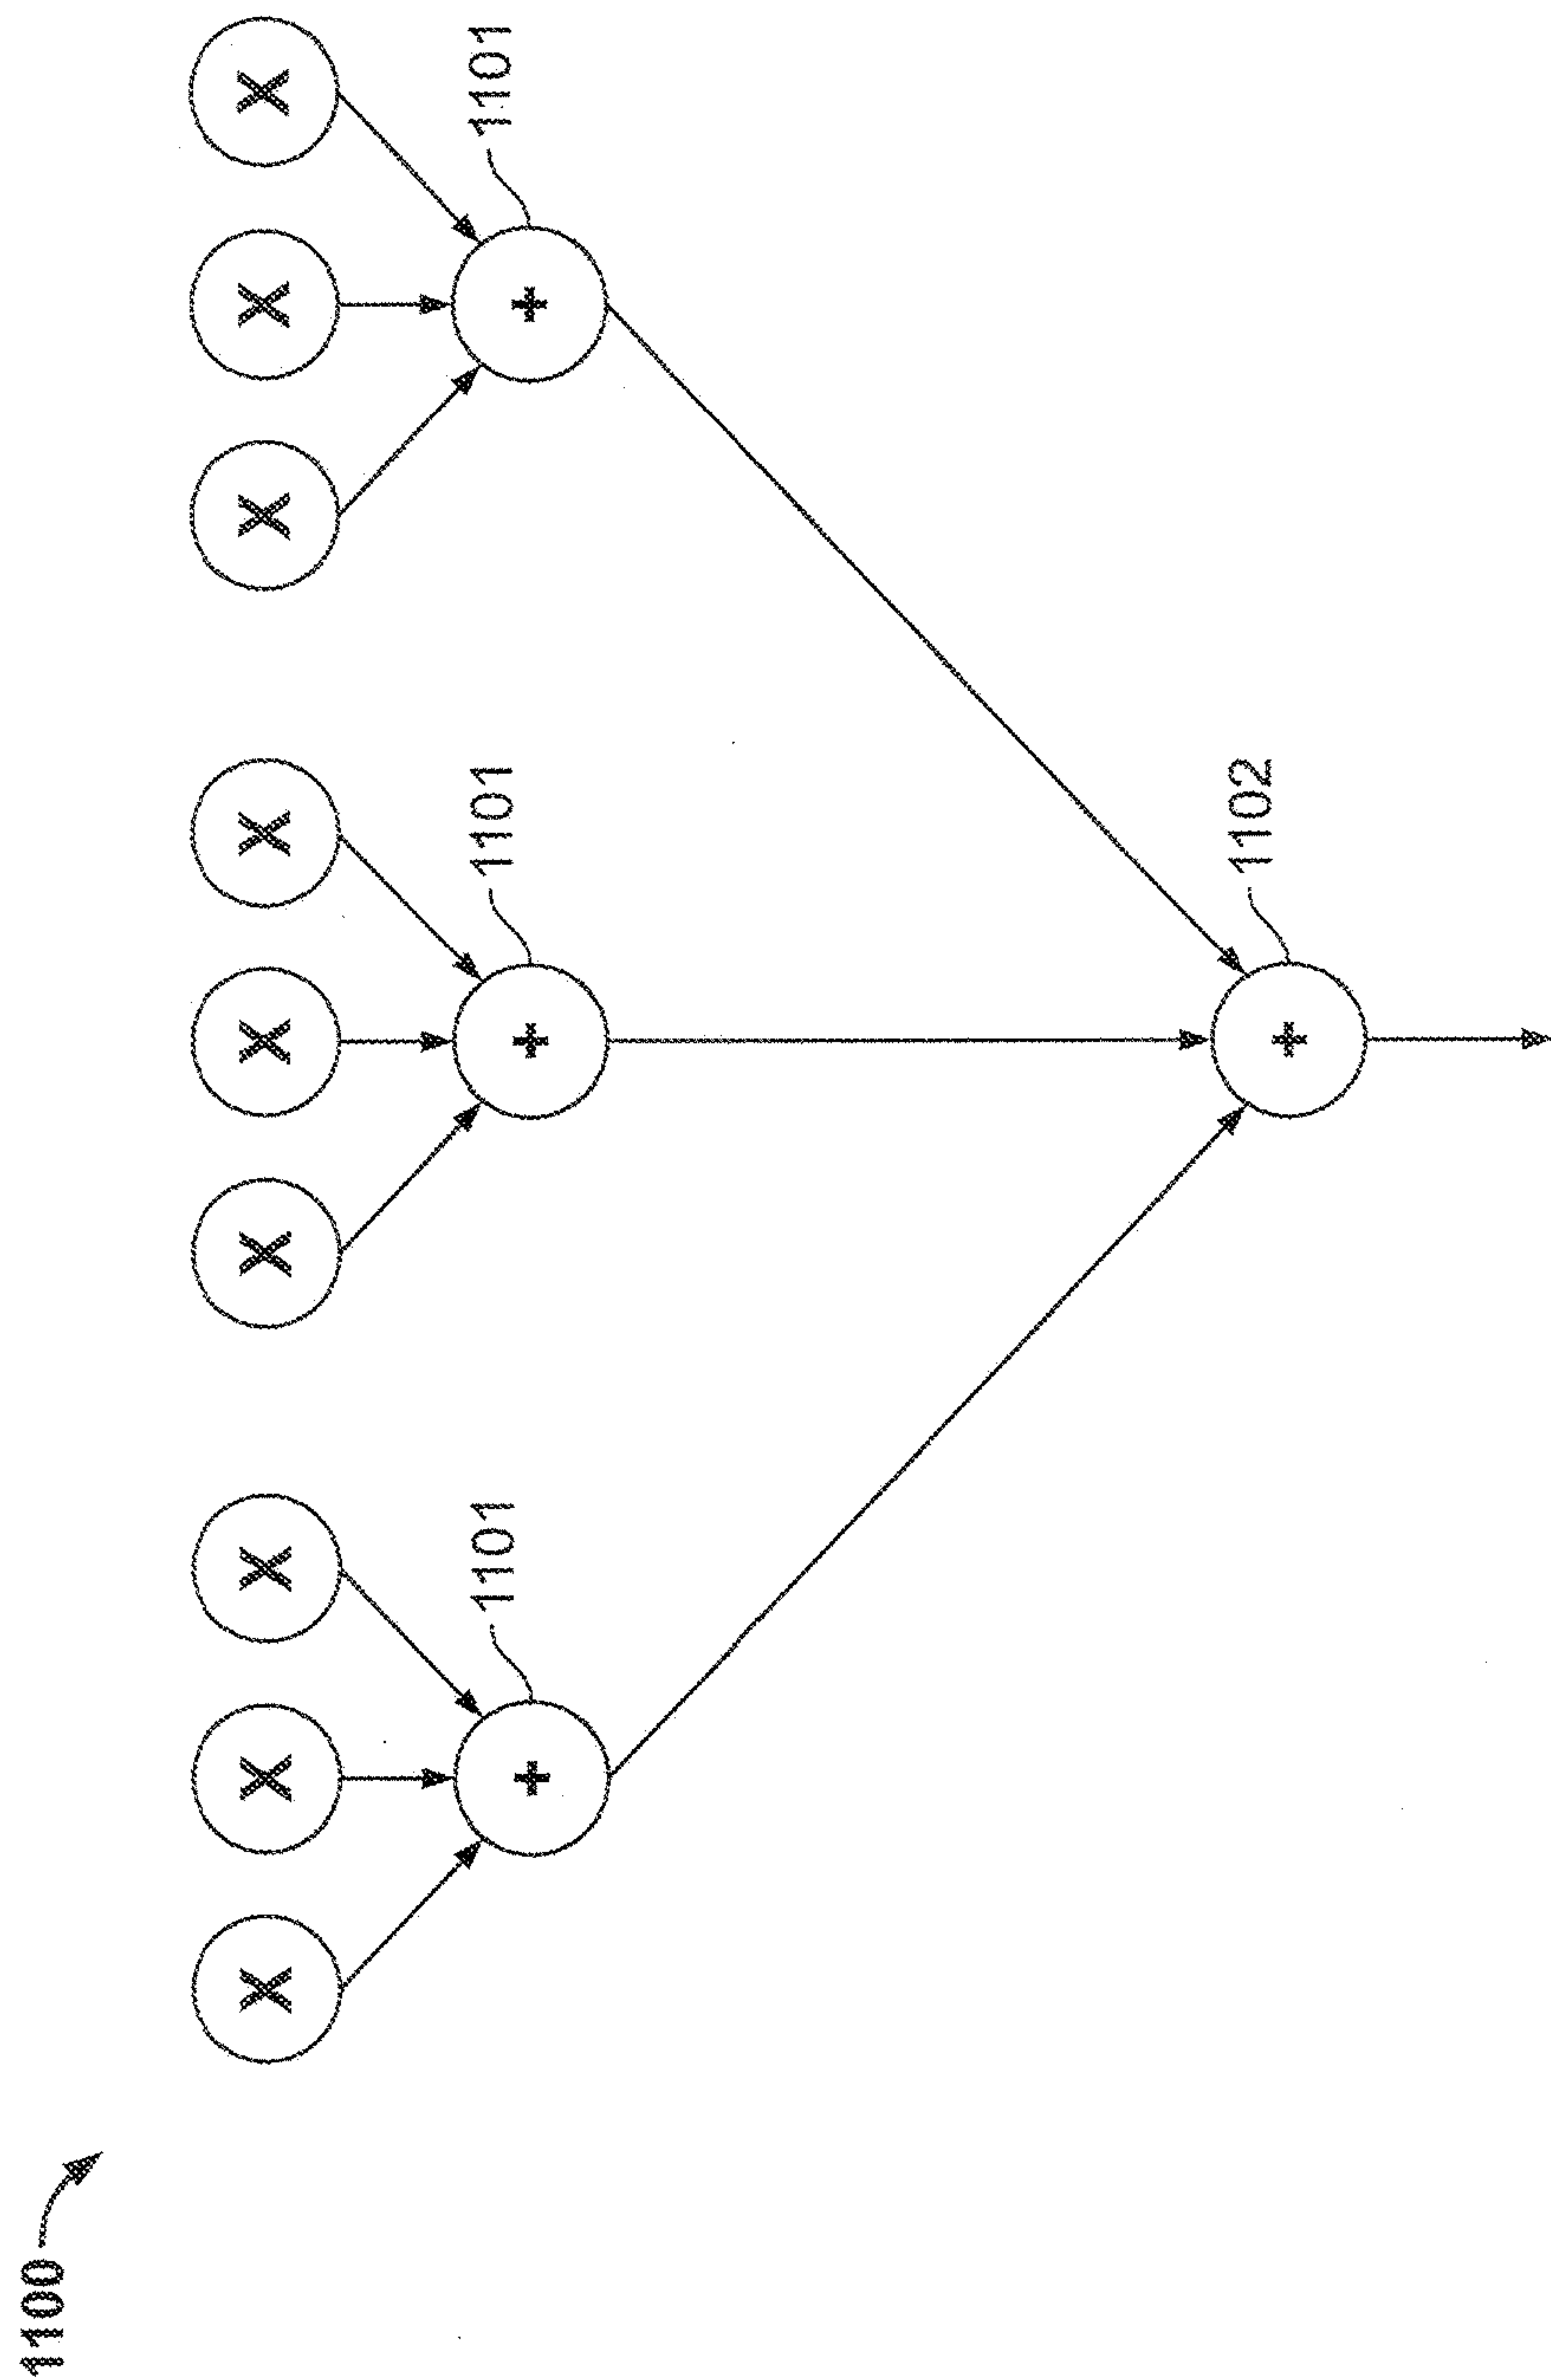 1100
X X X X X X X X X
1101 1101 1101
+ + +
1102
+